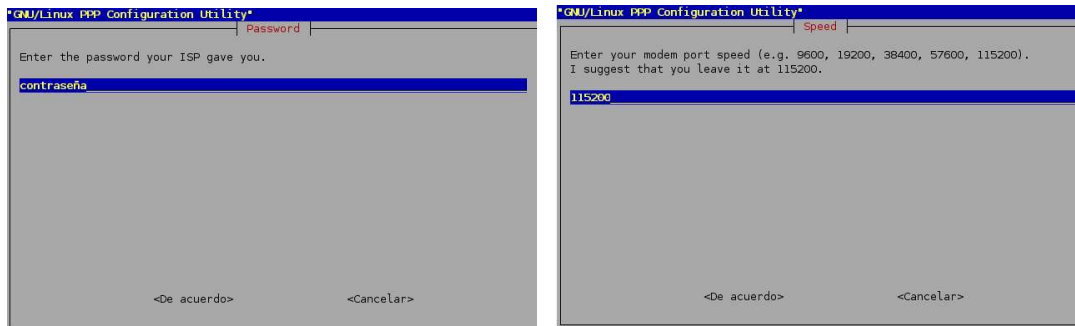 "GNU/Linux PPP Configuration Utility"
Password
Enter the password your ISP gave you.
contraseña
<De acuerdo>
<Cancelar>
"GNU/Linux PPP Configuration Utility"
Speed
Enter your modem port speed (e.g. 9600, 19200, 38400, 57600, 115200).
I suggest that you leave it at 115200.
115200
<De acuerdo>
<Cancelar>